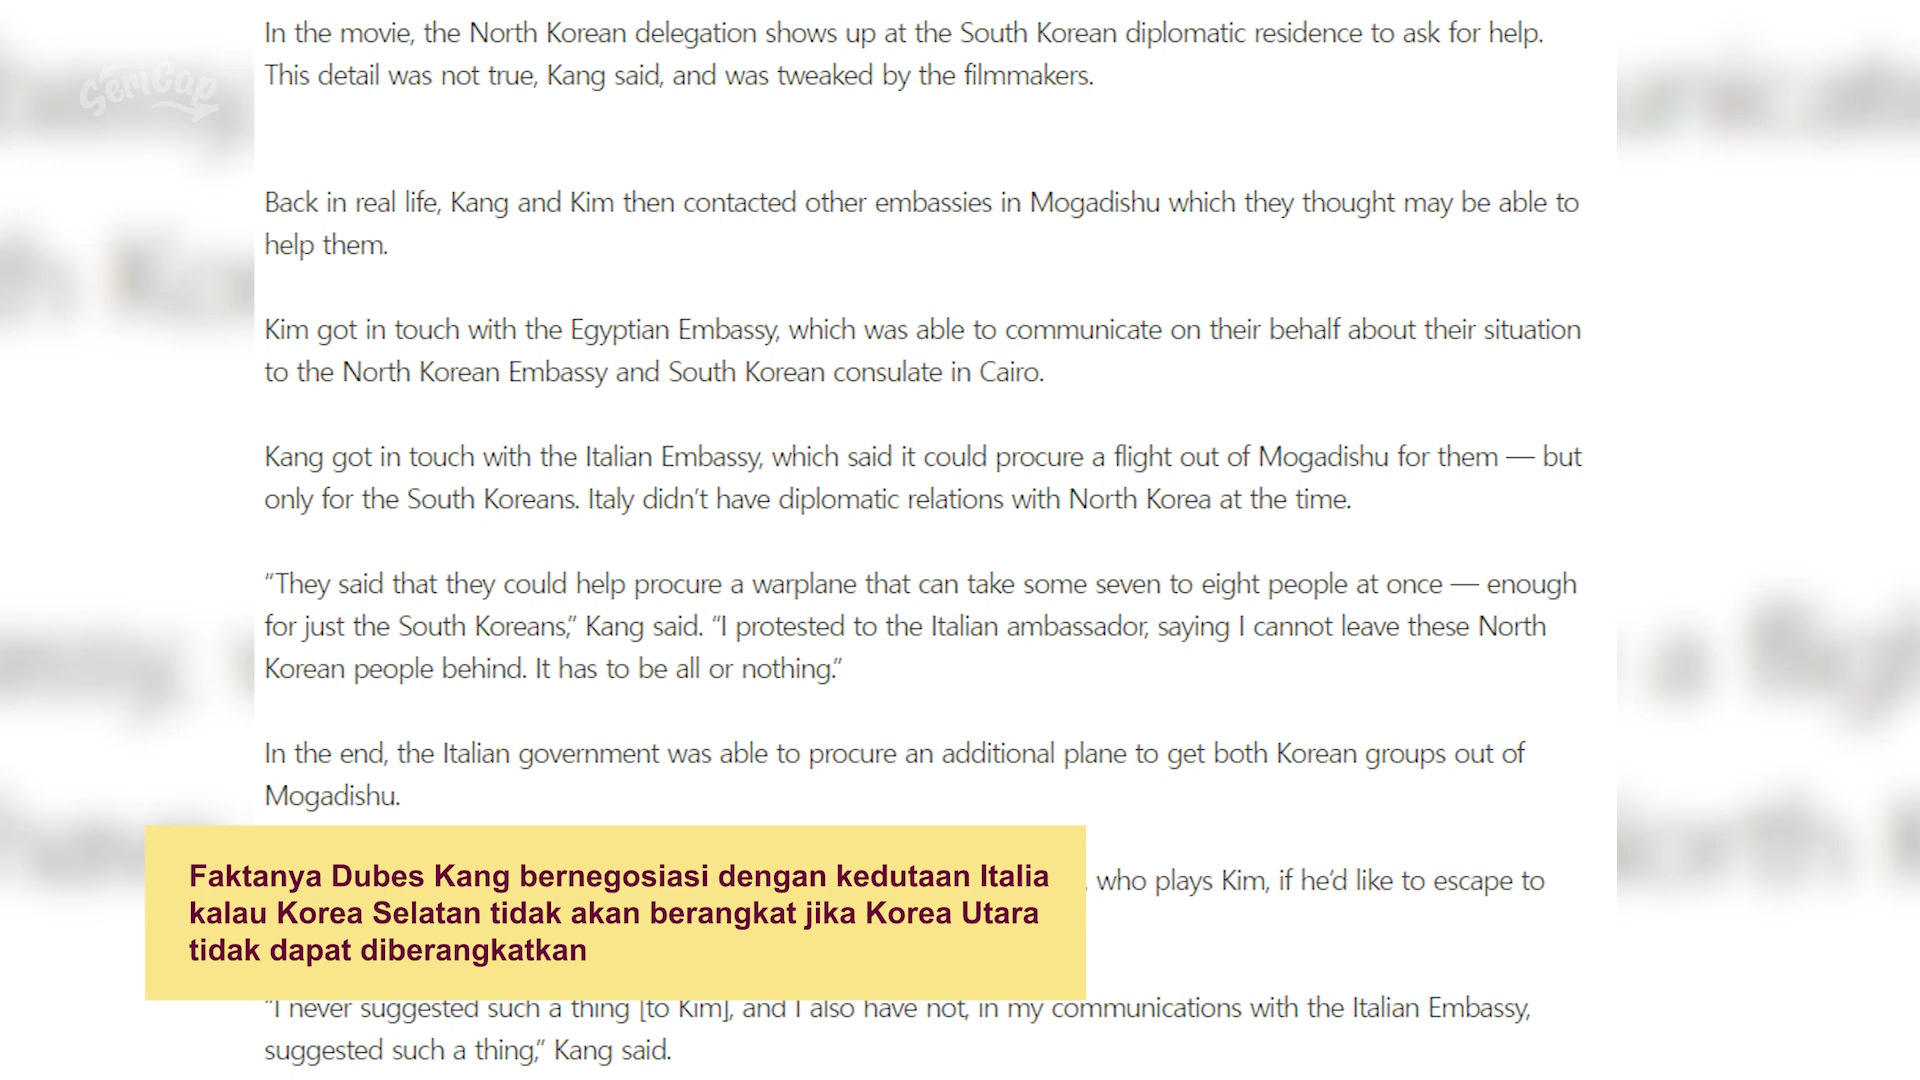 In the movie, the North Korean delegation shows up at the South Korean diplomatic residence to ask for help.
This detail was not true, Kang said, and was tweaked by the filmmakers.
SeriCap
Back in real life, Kang and Kim then contacted other embassies in Mogadishu which they thought may be able to
help them.
Kim got in touch with the Egyptian Embassy, which was able to communicate on their behalf about their situation
to the North Korean Embassy and South Korean consulate in Cairo.
Kang got in touch with the Italian Embassy, which said it could procure a flight out of Mogadishu for them — but
only for the South Koreans. Italy didn’t have diplomatic relations with North Korea at the time.
“They said that they could help procure a warplane that can take some seven to eight people at once — enough
for just the South Koreans,” Kang said. “I protested to the Italian ambassador, saying I cannot leave these North
Korean people behind. It has to be all or nothing.”
In the end, the Italian government was able to procure an additional plane to get both Korean groups out of
Mogadishu.
, who plays Kim, if he’d like to escape to
Faktanya Dubes Kang bernegosiasi dengan kedutaan Italia
kalau Korea Selatan tidak akan berangkat jika Korea Utara
tidak dapat diberangkatkan
“I never suggested such a thing [to Kim], and I also have not, in my communications with the Italian Embassy,
suggested such a thing,” Kang said.